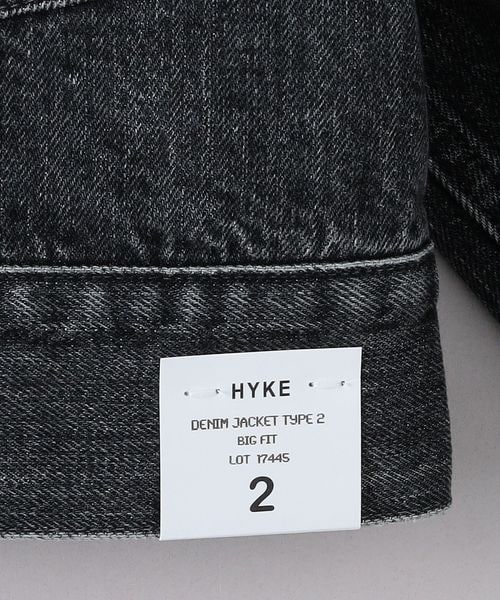 HYKE
DENIM JACKET TYPE 2
BIG FIT
LOT 17445
2